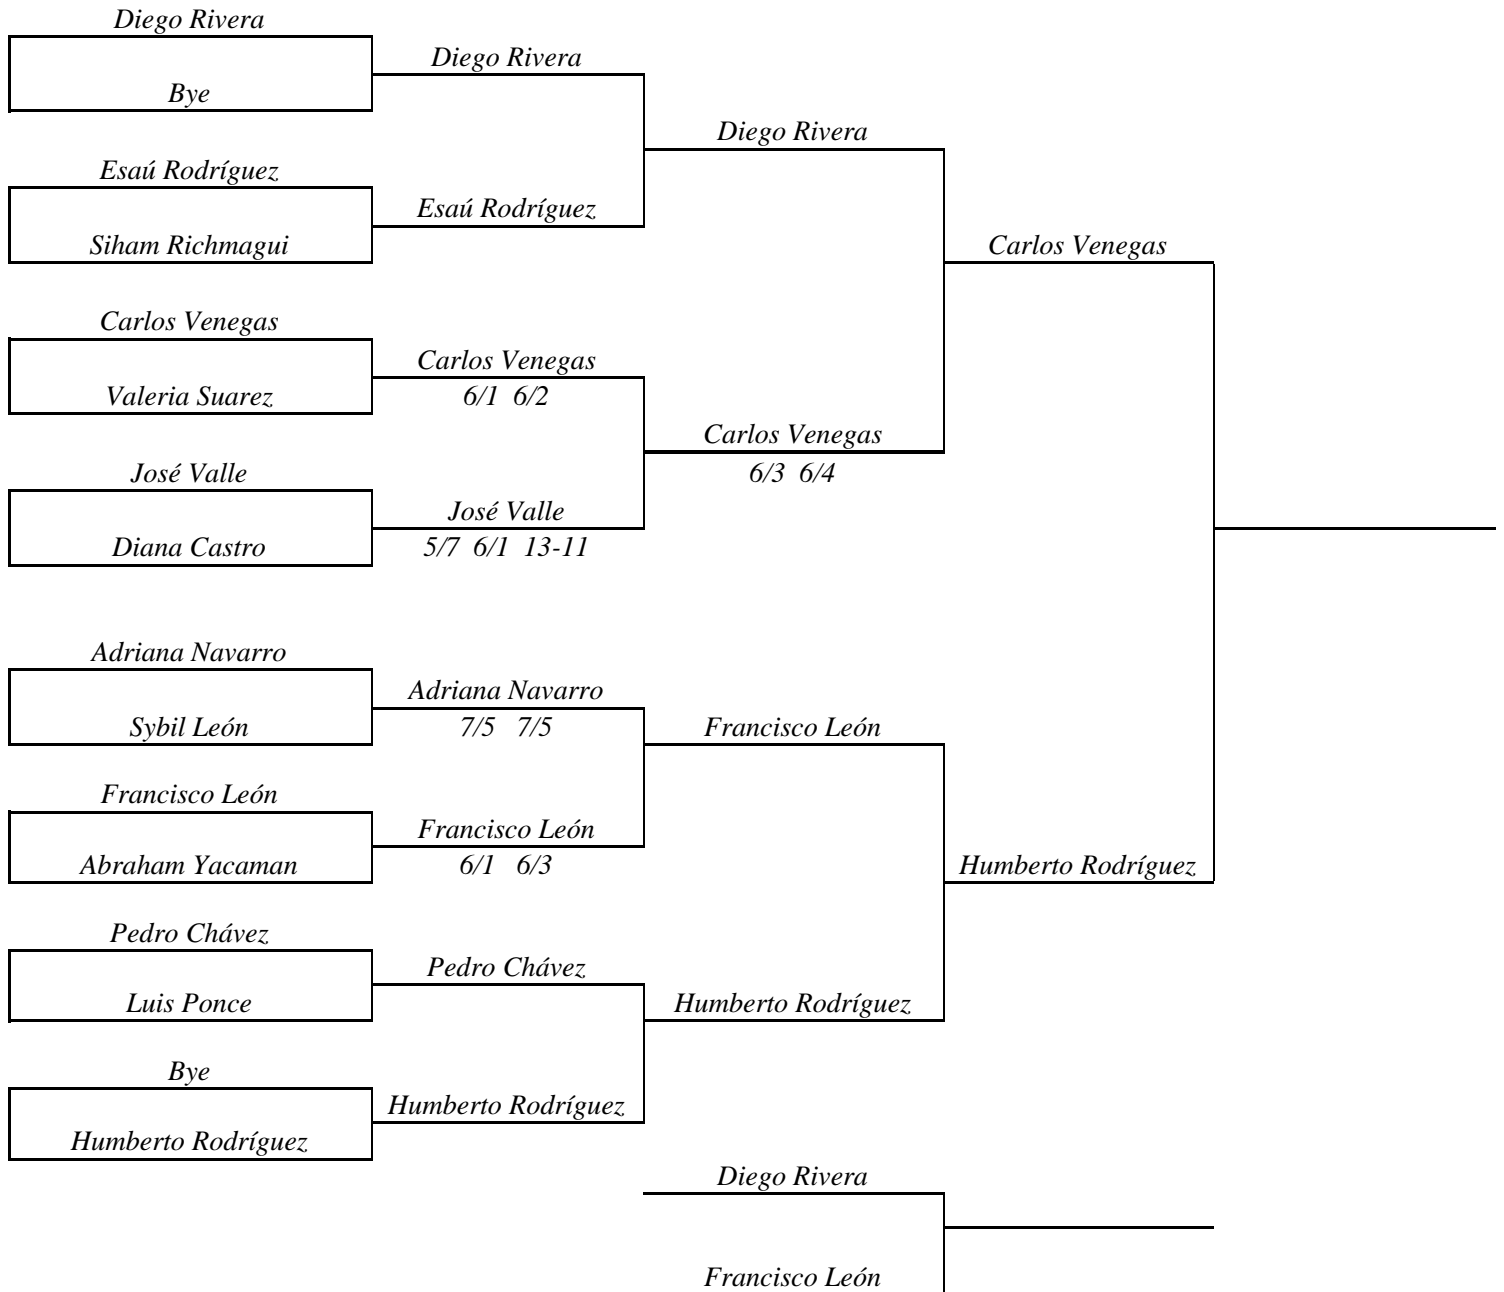 Diego Rivera
Diego Rivera
Bye
Diego Rivera
Esaú Rodríguez
Esaú Rodríguez
Siham Richmagui
Carlos Venegas
Carlos Venegas
Carlos Venegas
Valeria Suarez
6/1 6/2
Carlos Venegas
José Valle
6/3 6/4
José Valle
Diana Castro
5/7 6/1 13-11
Adriana Navarro
Adriana Navarro
Sybil León
7/5 7/5
Francisco León
Francisco León
Francisco León
Abraham Yacaman
6/1 6/3
Humberto Rodríguez
Pedro Chávez
Pedro Chávez
Luis Ponce
Humberto Rodríguez
Bye
Humberto Rodríguez
Humberto Rodríguez
Diego Rivera
Francisco León